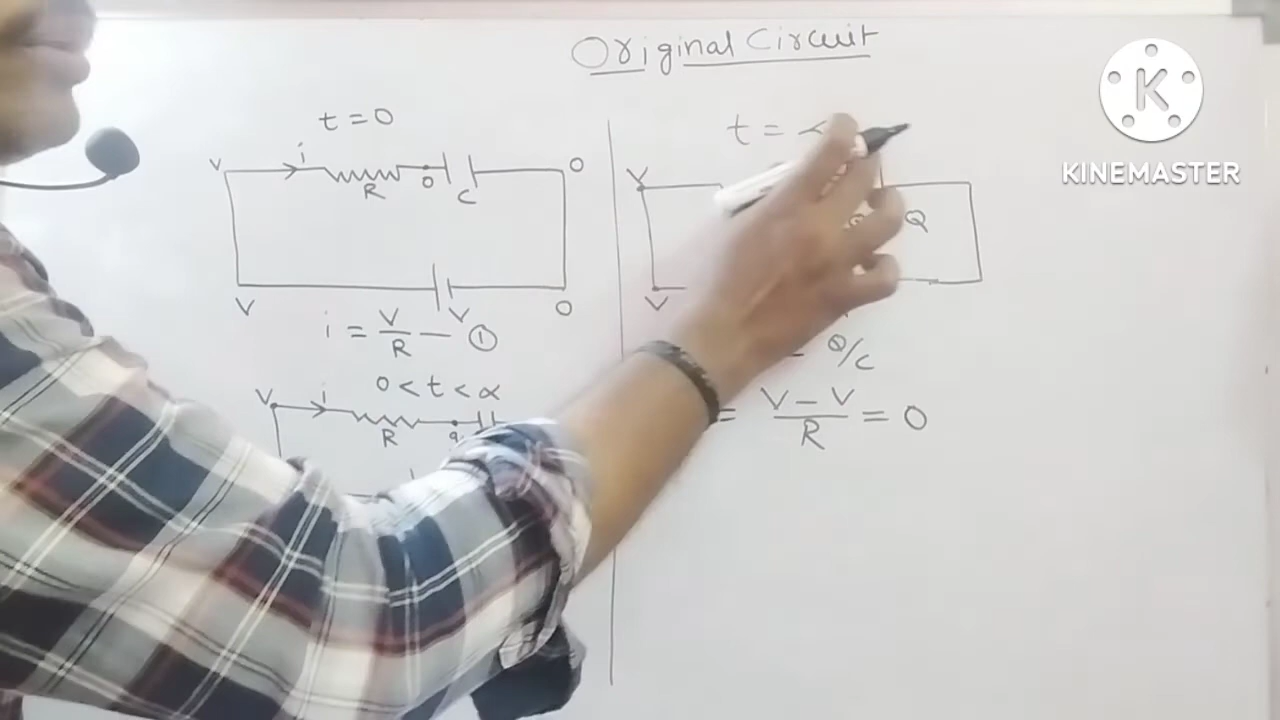 Original Circuit
t = 0
V i R 0 C 0
V V 0
i = V/R — ①
0 < t < α
V i R q
t =
V Q
V
Q/C
= V – V / R = 0
K
KINEMASTER